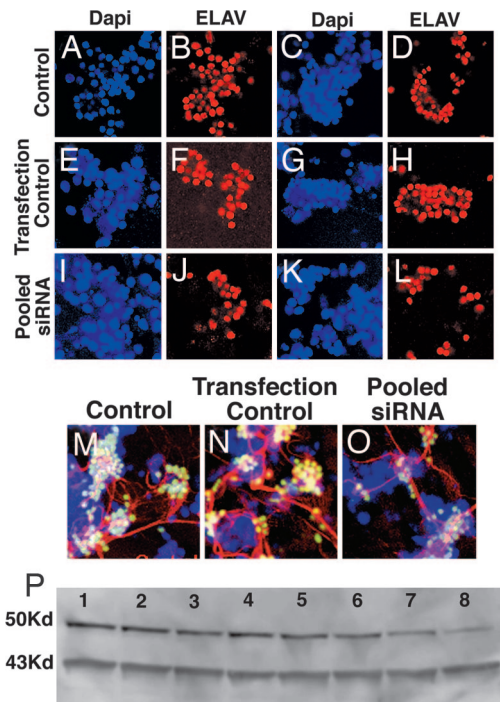 Dapi ELAV Dapi ELAV
Control A B C D
Transfection Control E F G H
Pooled siRNA I J K L
Control Transfection Control Pooled siRNA
M N O
P
1 2 3 4 5 6 7 8
50Kd
43Kd